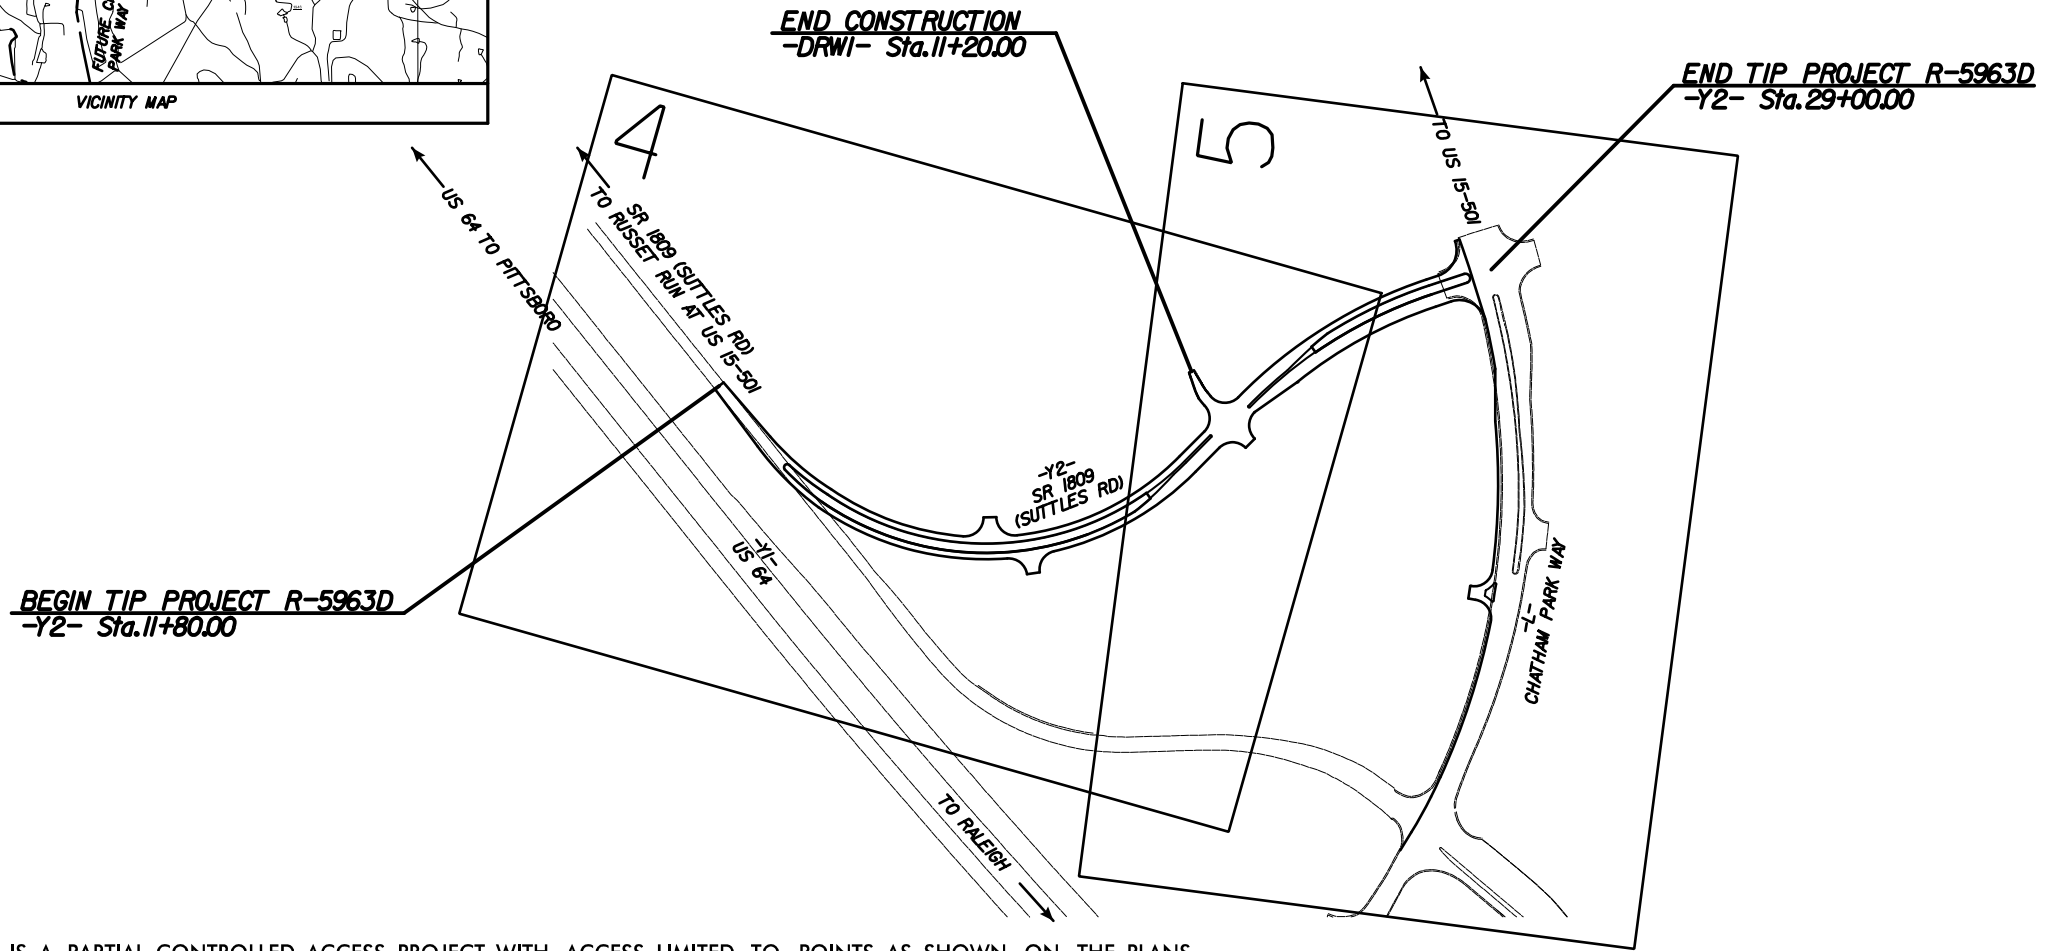 FUTURE
PARK WAY
VICINITY MAP
END CONSTRUCTION
-DRW1- Sta. 11+20.00
END TIP PROJECT R-5963D
-Y2- Sta. 29+00.00
4
5
TO US 15-501
US 64 TO PITTSBORO
SR 1809 (SUTTLES RD)
TO RUSSET RUN AT US 15-501
-Y2-
SR 1809
(SUTTLES RD)
-Y1-
US 64
BEGIN TIP PROJECT R-5963D
-Y2- Sta. 11+80.00
-L-
CHATHAM PARK WAY
TO RALEIGH
IS A PARTIAL CONTROLLED ACCESS PROJECT WITH ACCESS LIMITED TO POINTS AS SHOWN ON THE PLANS